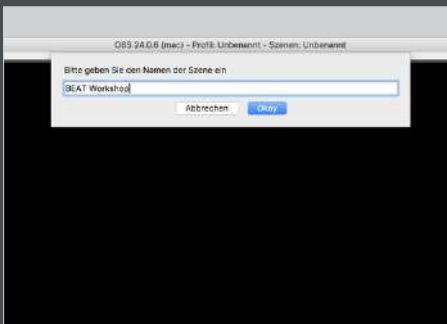 OBS 24.0.6 (mac) - Profil: Unbenannt - Szenen: Unbenannt
Bitte geben Sie den Namen der Szene ein
BEAT Workshop
Abbrechen Okay